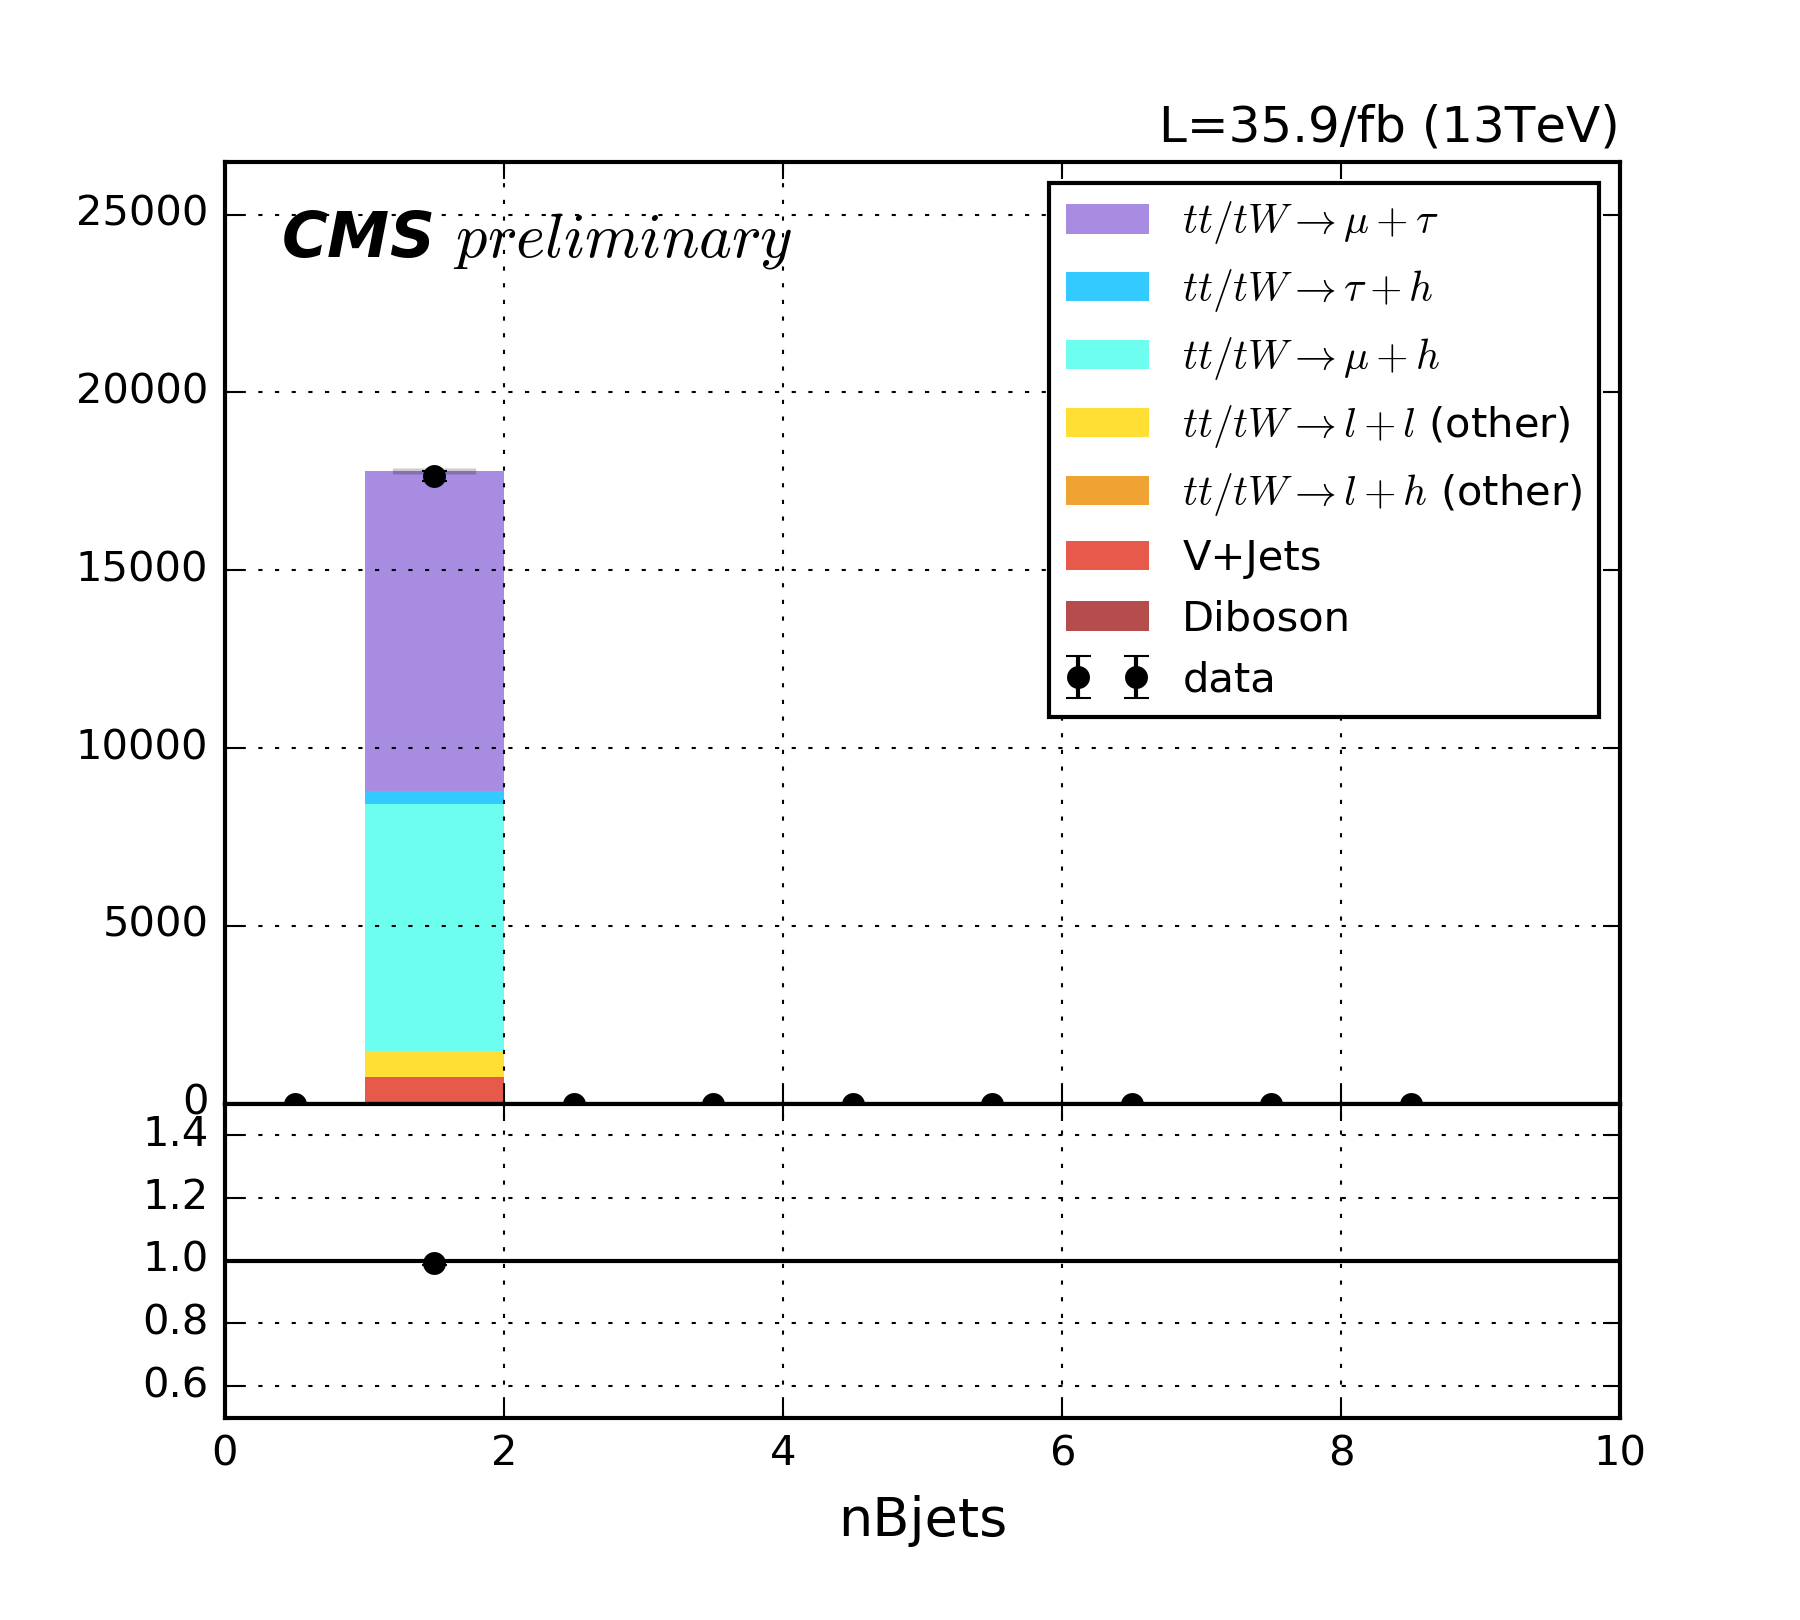 L=35.9/fb (13TeV)
CMS preliminary
25000
20000
15000
10000
5000
0
tt/tW→μ+τ
tt/tW→τ+h
tt/tW→μ+h
tt/tW→l+l (other)
tt/tW→l+h (other)
V+Jets
Diboson
data
1.4
1.2
1.0
0.8
0.6
0 2 4 6 8 10
nBjets